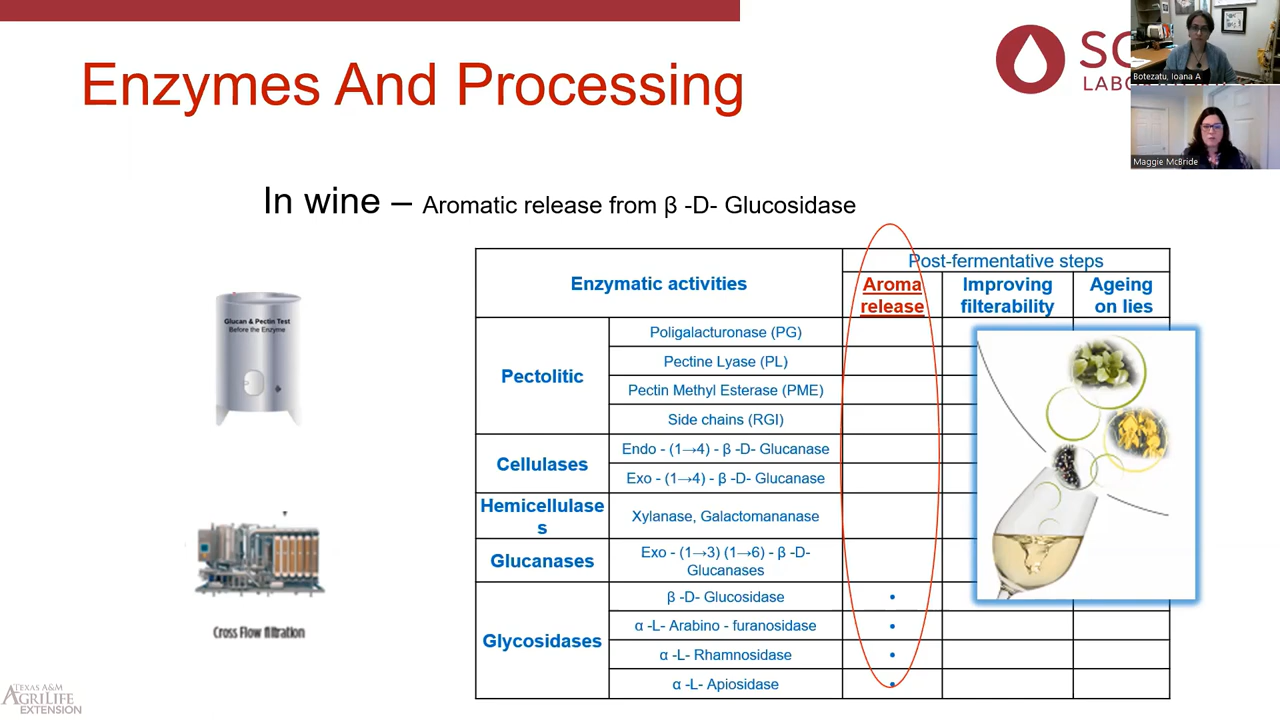 Enzymes And Processing
Botezatu, Ioana A
Maggie McBride
In wine – Aromatic release from β -D- Glucosidase
Glucan & Pectin Test
Before the Enzyme
Cross Flow filtration
Enzymatic activities
Post-fermentative steps
Aroma release
Improving filterability
Ageing on lies
Pectolitic
Poligalacturonase (PG)
Pectine Lyase (PL)
Pectin Methyl Esterase (PME)
Side chains (RGI)
Cellulases
Endo - (1→4) - β -D- Glucanase
Exo - (1→4) - β -D- Glucanase
Hemicellulase
s
Xylanase, Galactomananase
Glucanases
Exo - (1→3) (1→6) - β -D-
Glucanases
Glycosidases
β -D- Glucosidase
α -L- Arabino - furanosidase
α -L- Rhamnosidase
α -L- Apiosidase
TEXAS A&M
AGRILIFE
EXTENSION